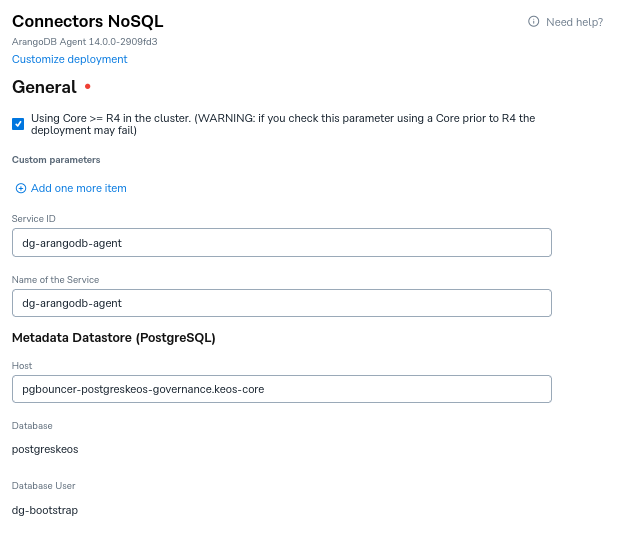 Connectors NoSQL
Need help?
ArangoDB Agent 14.0.0-2909fd3
Customize deployment
General
Using Core >= R4 in the cluster. (WARNING: if you check this parameter using a Core prior to R4 the
deployment may fail)
Custom parameters
Add one more item
Service ID
dg-arangodb-agent
Name of the Service
dg-arangodb-agent
Metadata Datastore (PostgreSQL)
Host
pgbouncer-postgreskeos-governance.keos-core
Database
postgreskeos
Database User
dg-bootstrap